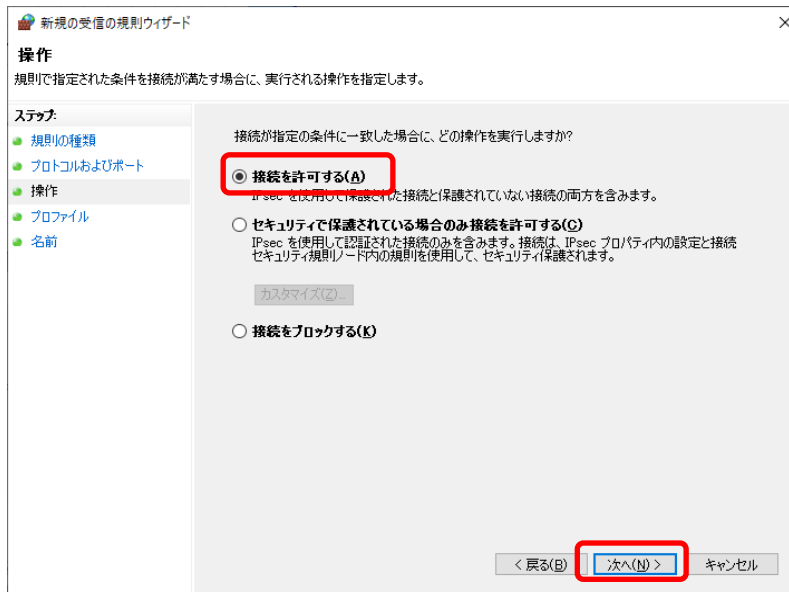 新規の受信の規則ウィザード
操作
規則で指定された条件を接続が満たす場合に、実行される操作を指定します。
ステップ:
規則の種類
プロトコルおよびポート
操作
プロファイル
名前
接続が指定の条件に一致した場合に、どの操作を実行しますか?
接続を許可する(A)
IPsec を使用して保護された接続と保護されていない接続の両方を含みます。
セキュリティで保護されている場合のみ接続を許可する(C)
IPsec を使用して認証された接続のみを含みます。接続は、IPsec プロパティ内の設定と接続
セキュリティ規則ノード内の規則を使用して、セキュリティ保護されます。
カスタマイズ(Z)...
接続をブロックする(K)
< 戻る(B)
次へ(N) >
キャンセル